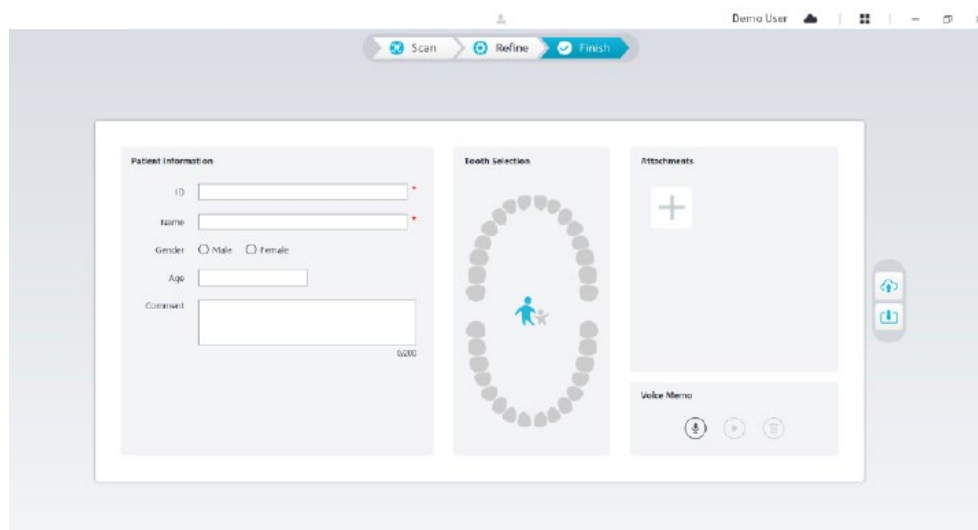 Demo User
Scan
Refine
Finish
Patient Information
ID
*
Name
*
Gender
Male
Female
Age
Comment
0/200
Tooth Selection
Attachments
Voice Memo